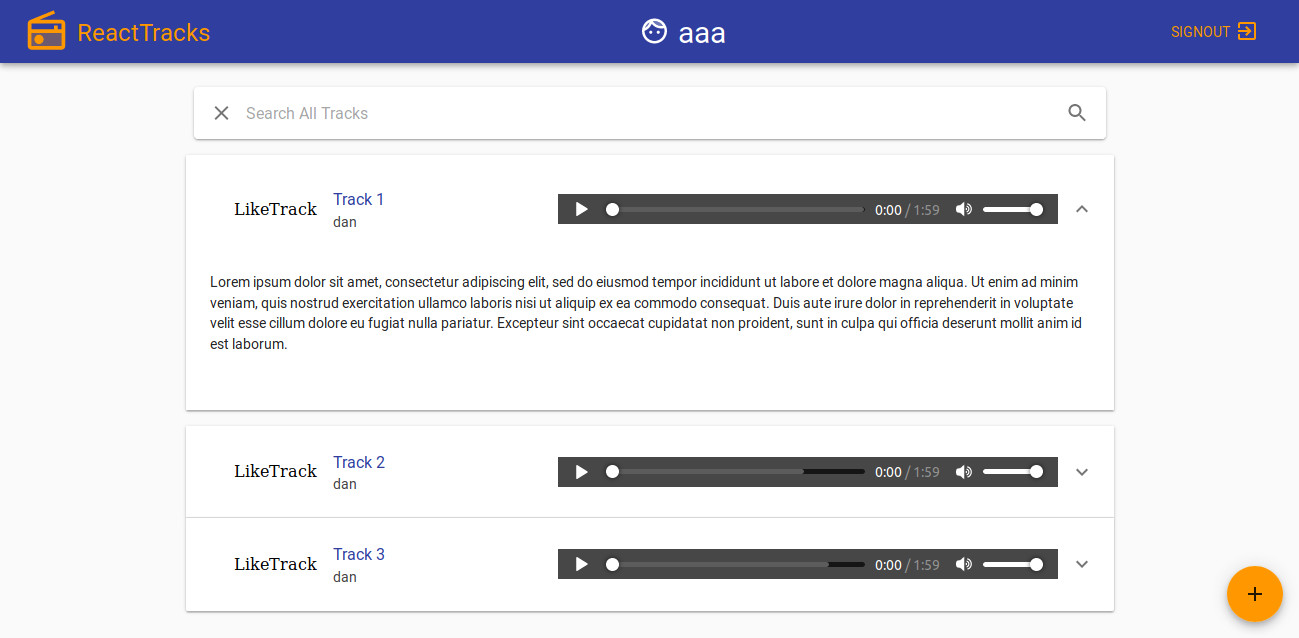 ReactTracks
aaa
SIGNOUT
Search All Tracks
LikeTrack
Track 1
dan
0:00 / 1:59
Lorem ipsum dolor sit amet, consectetur adipiscing elit, sed do eiusmod tempor incididunt ut labore et dolore magna aliqua. Ut enim ad minim
veniam, quis nostrud exercitation ullamco laboris nisi ut aliquip ex ea commodo consequat. Duis aute irure dolor in reprehenderit in voluptate
velit esse cillum dolore eu fugiat nulla pariatur. Excepteur sint occaecat cupidatat non proident, sunt in culpa qui officia deserunt mollit anim id
est laborum.
LikeTrack
Track 2
dan
0:00 / 1:59
LikeTrack
Track 3
dan
0:00 / 1:59